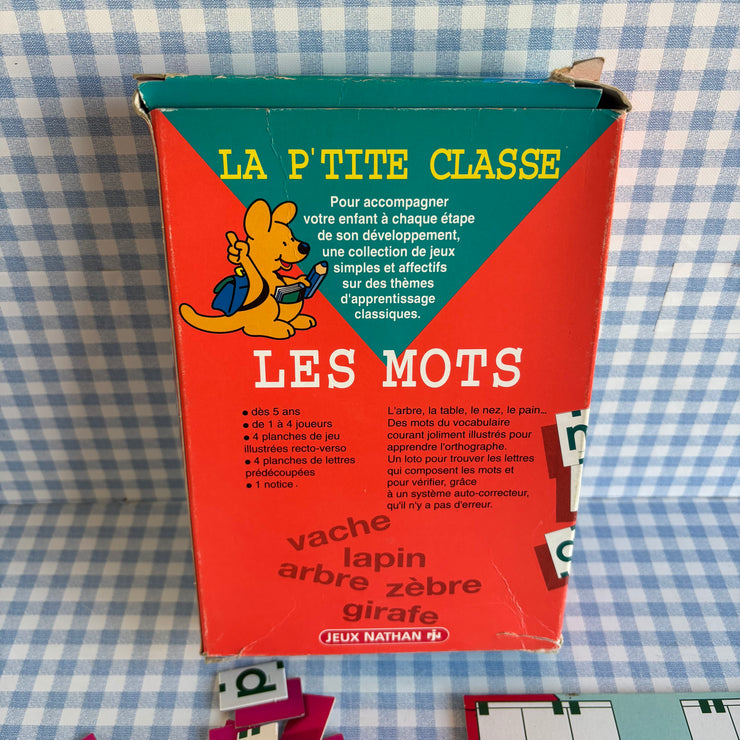 LA P'TITE CLASSE
Pour accompagner
votre enfant à chaque étape
de son développement,
une collection de jeux
simples et affectifs
sur des thèmes
d'apprentissage
classiques.
LES MOTS
• dès 5 ans
• de 1 à 4 joueurs
• 4 planches de jeu
illustrées recto-verso
• 4 planches de lettres
prédécoupées
• 1 notice.
L'arbre, la table, le nez, le pain...
Des mots du vocabulaire
courant joliment illustrés pour
apprendre l'orthographe.
Un loto pour trouver les lettres
qui composent les mots et
pour vérifier, grâce
à un système auto-correcteur,
qu'il n'y a pas d'erreur.
vache
lapin
arbre zèbre
girafe
JEUX NATHAN